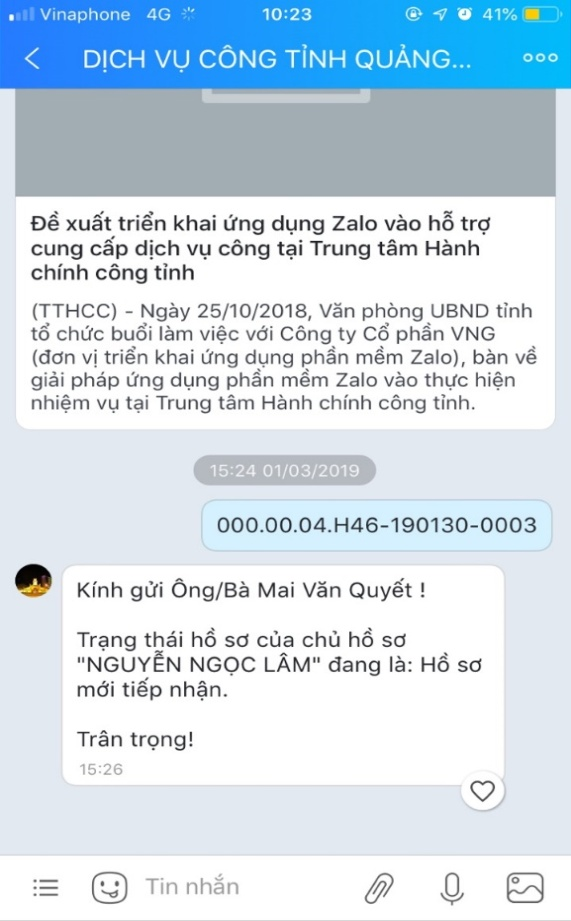 Vinaphone 4G 10:23 41%
DỊCH VỤ CÔNG TỈNH QUẢNG...
Đề xuất triển khai ứng dụng Zalo vào hỗ trợ
cung cấp dịch vụ công tại Trung tâm Hành
chính công tỉnh
(TTHCC) - Ngày 25/10/2018, Văn phòng UBND tỉnh
tổ chức buổi làm việc với Công ty Cổ phần VNG
(đơn vị triển khai ứng dụng phần mềm Zalo), bàn về
giải pháp ứng dụng phần mềm Zalo vào thực hiện
nhiệm vụ tại Trung tâm Hành chính công tỉnh.
15:24 01/03/2019
000.00.04.H46-190130-0003
Kính gửi Ông/Bà Mai Văn Quyết !
Trạng thái hồ sơ của chủ hồ sơ
"NGUYỄN NGỌC LÂM" đang là: Hồ sơ
mới tiếp nhận.
Trân trọng!
15:26
Tin nhắn